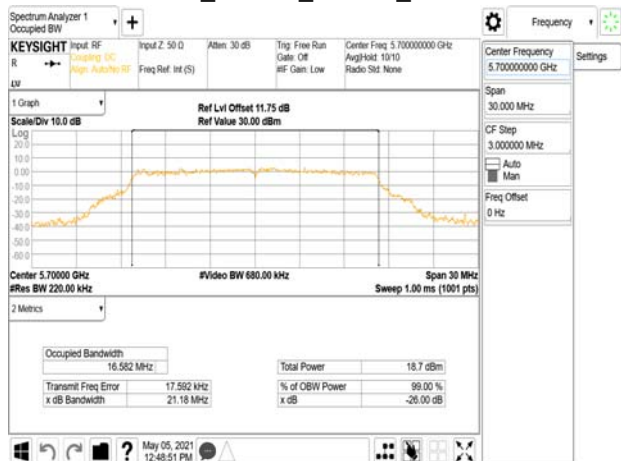 Spectrum Analyzer 1
Occupied BW
Frequency
KEYSIGHT
R
Input: RF
Coupling: DC
Align: Auto/No RF
Input Z: 50 Ω
Freq Ref: Int (S)
Atten: 30 dB
Trig: Free Run
Gate: Off
#IF Gain: Low
Center Freq: 5.700000000 GHz
Avg|Hold: 10/10
Radio Std: None
Center Frequency
5.700000000 GHz
Settings
Span
30.000 MHz
CF Step
3.000000 MHz
Auto
Man
Freq Offset
0 Hz
1 Graph
Scale/Div 10.0 dB
Ref Lvl Offset 11.75 dB
Ref Value 30.00 dBm
Log
20.0
10.0
0.00
-10.0
-20.0
-30.0
-40.0
-50.0
-60.0
Center 5.70000 GHz
#Res BW 220.00 kHz
#Video BW 680.00 kHz
Span 30 MHz
Sweep 1.00 ms (1001 pts)
2 Metrics
Occupied Bandwidth
16.582 MHz
Total Power 18.7 dBm
Transmit Freq Error 17.592 kHz
% of OBW Power 99.00 %
x dB Bandwidth 21.18 MHz
x dB -26.00 dB
May 05, 2021
12:48:51 PM